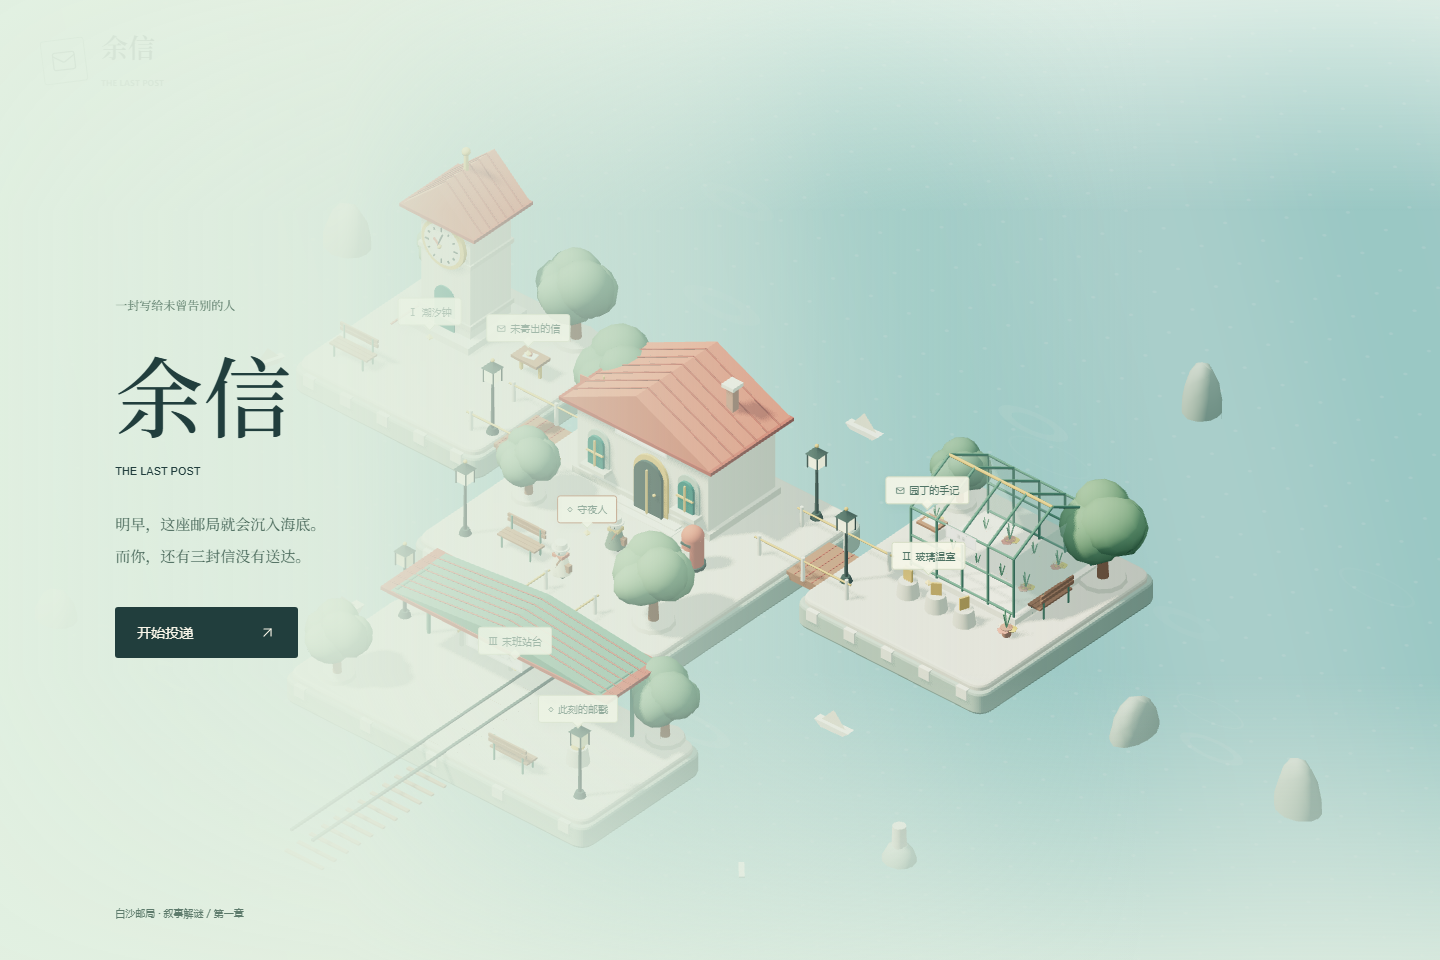 余信
THE LAST POST
一封写给未曾告别的人
余信
THE LAST POST
明早，这座邮局就会沉入海底。
而你，还有三封信没有送达。
开始投递
I 潮汐钟
未寄出的信
守夜人
园丁的手记
II 玻璃温室
III 末班站台
此刻的邮戳
白沙邮局 · 叙事解谜 / 第一章